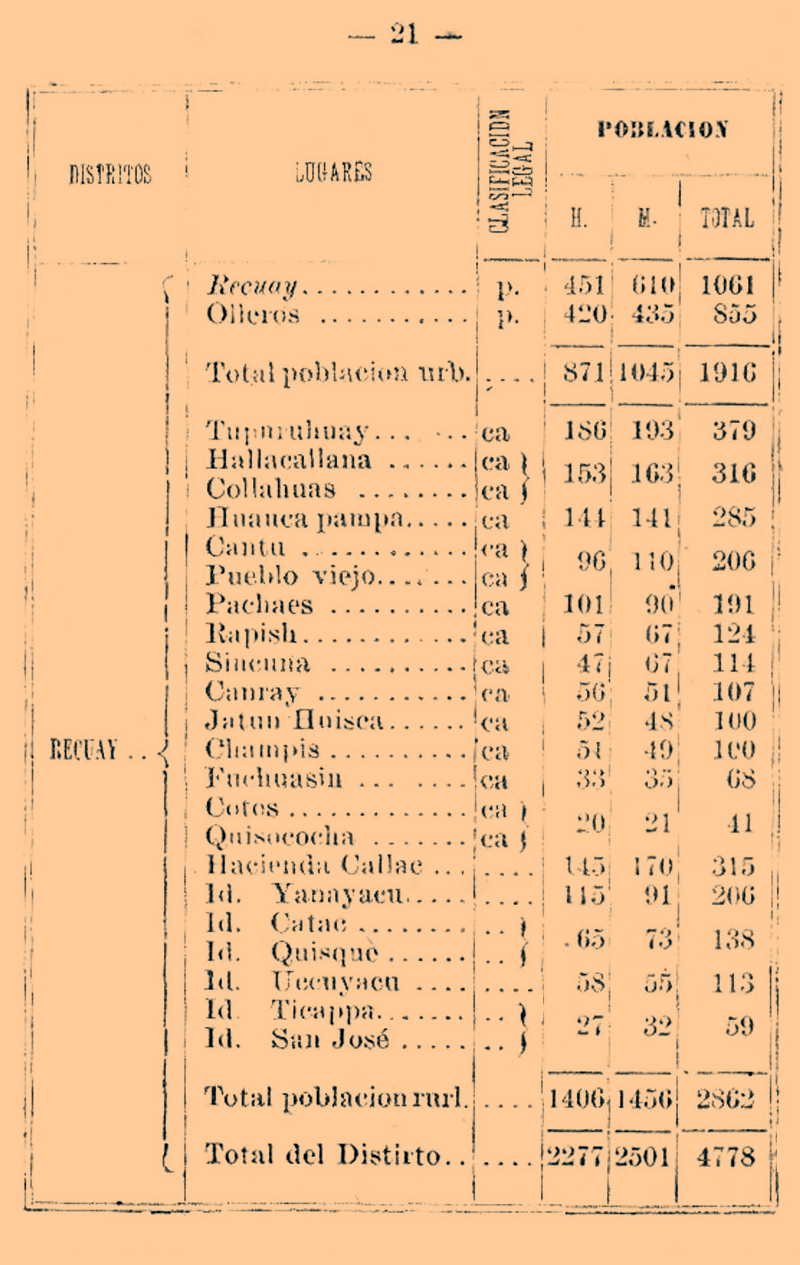 — 21 —
DISTRITOS LUGARES CLASIFICACION LEGAL POBLACION
H. M. TOTAL
Recuay............ p. 451 610 1061
Olleros ............ p. 420 435 855
Total poblacion urb. .... 871 1045 1916
ca 186 193 379
Hallacallana ...... ca }
153 163 316
Collahuas ........ ca }
Huanca pampa..... ca 144 141 285
Cantu ............ ca }
96 110 206
Pueblo viejo....... ca }
Pachaes .......... ca 101 90 191
Rapish............ ca 57 67 124
Sincuna .......... ca 47 67 114
Canray ........... ca 56 51 107
Jatun Huisca...... ca 52 48 100
RECUAY .. { Champis.......... ca 51 49 100
Puchuasin ... .... ca 33 35 68
Cotos............. ca }
20 21 41
Quisococha ....... ca }
Hacienda Callac ... .... 145 170 315
Id. Yanayacu..... .... 115 91 206
Id. Catac ........ .. }
65 73 138
Id. Quisquè ...... .. }
Id. Uccuyacu .... .... 58 55 113
Id. Ticappa....... .. }
27 32 59
Id. San José ..... .. }
Total poblacion rurl. .... 1406 1456 2862
Total del Distirto.. .... 2277 2501 4778